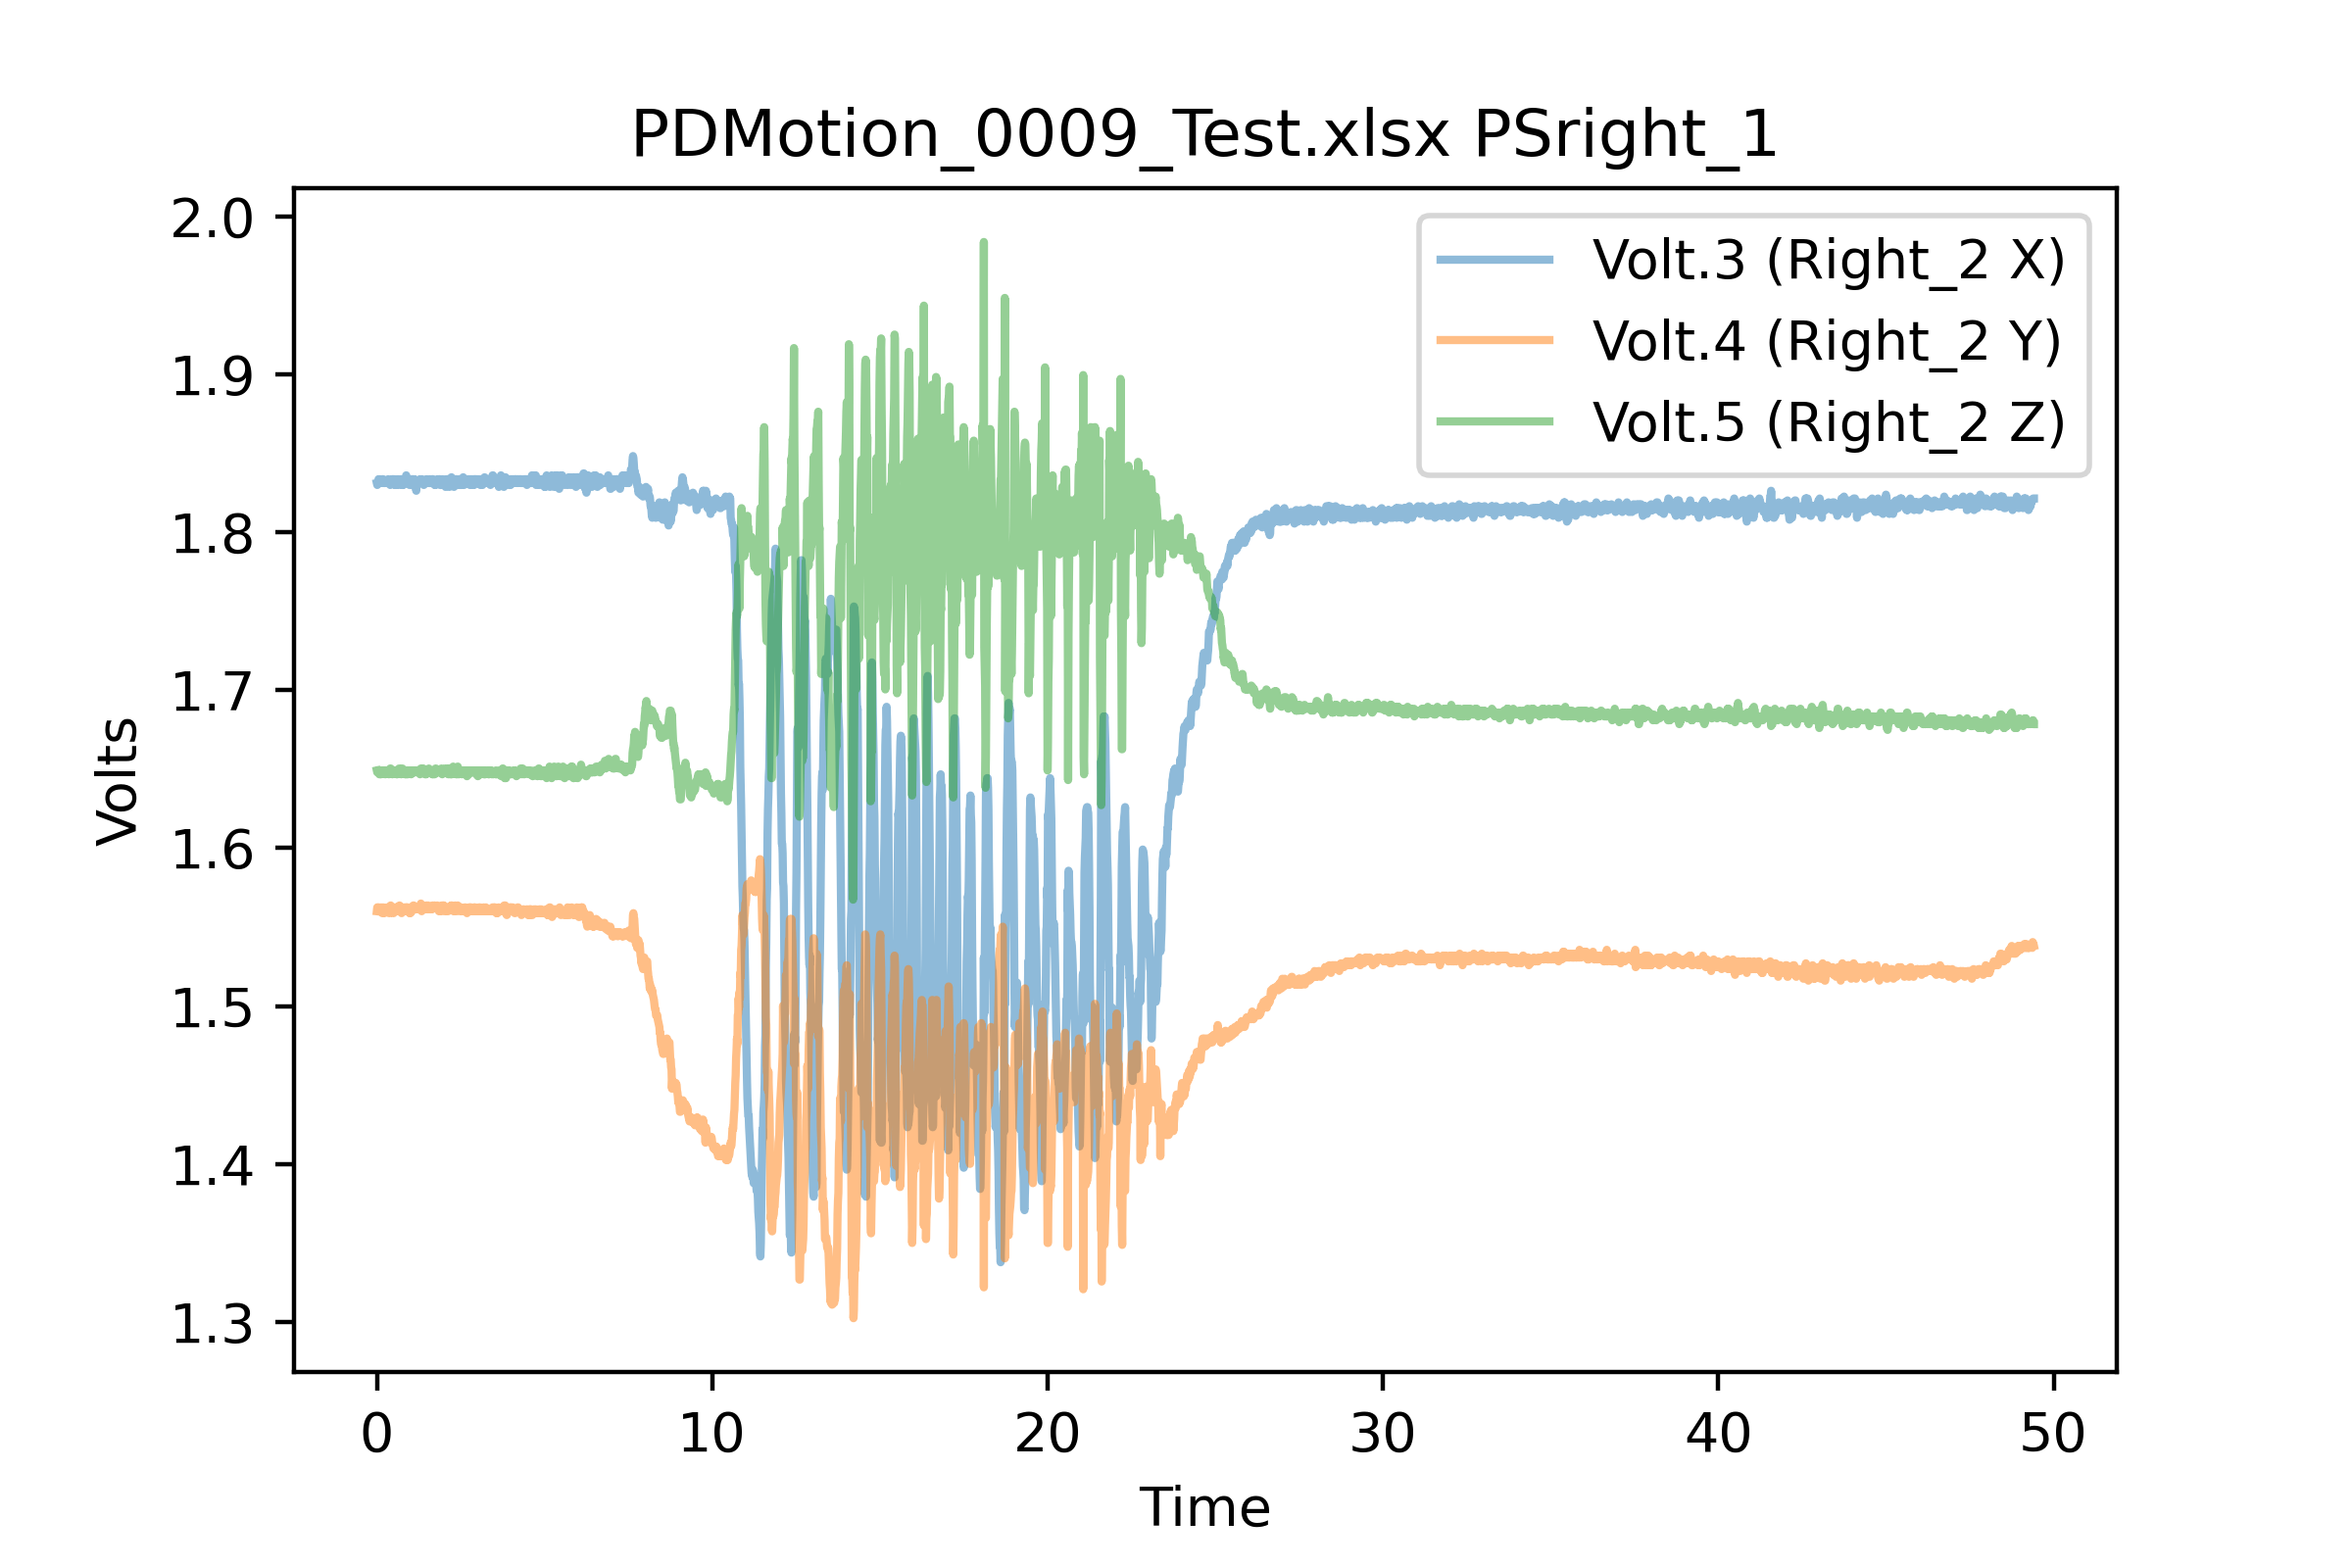 PDMotion_0009_Test.xlsx PSright_1
2.0
1.9
1.8
1.7
1.6
1.5
1.4
1.3
Volts
Volt.3 (Right_2 X)
Volt.4 (Right_2 Y)
Volt.5 (Right_2 Z)
0 10 20 30 40 50
Time